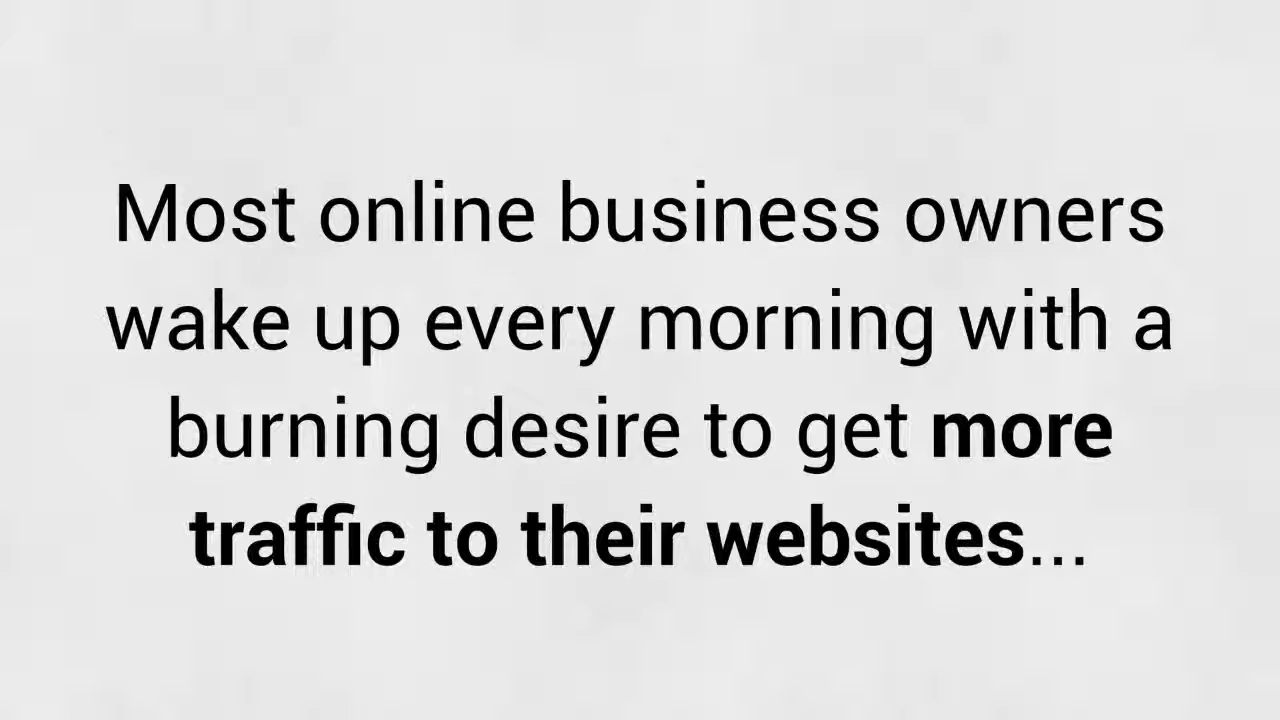 Most online business owners
wake up every morning with a
burning desire to get more
traffic to their websites...